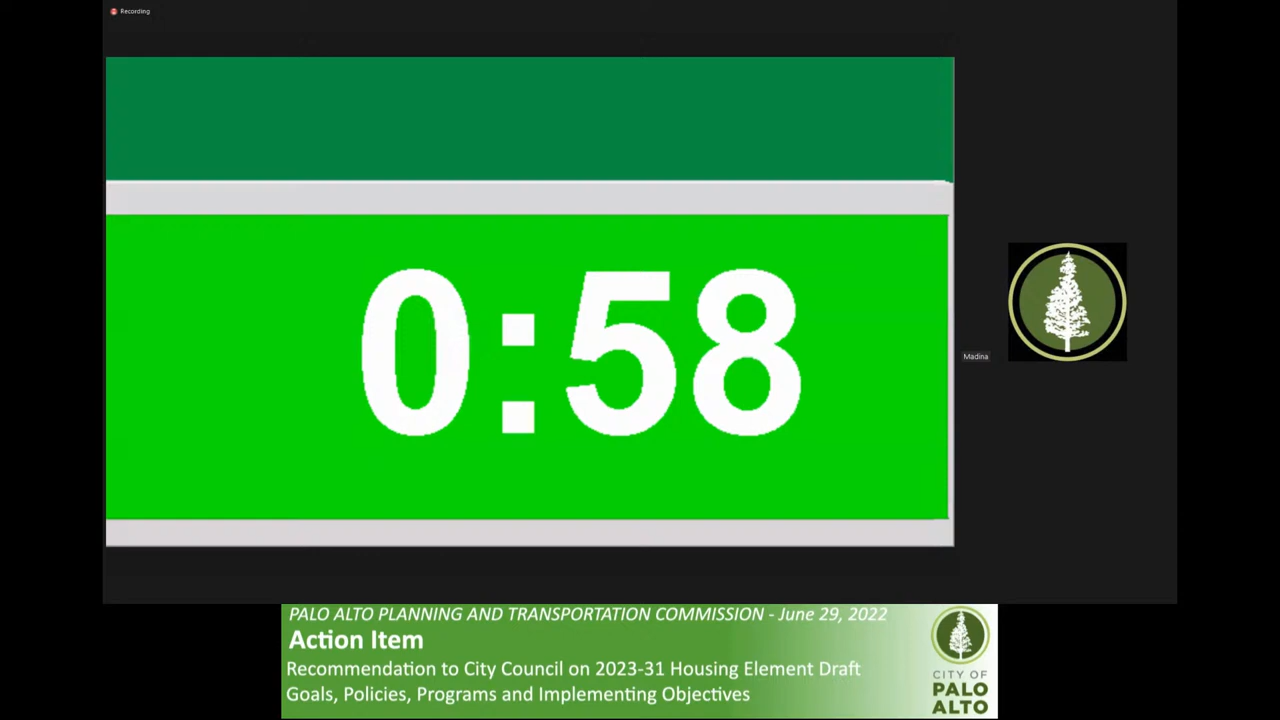 Recording
0:58
Madina
PALO ALTO PLANNING AND TRANSPORTATION COMMISSION - June 29, 2022
Action Item
Recommendation to City Council on 2023-31 Housing Element Draft
Goals, Policies, Programs and Implementing Objectives
CITY OF
PALO
ALTO